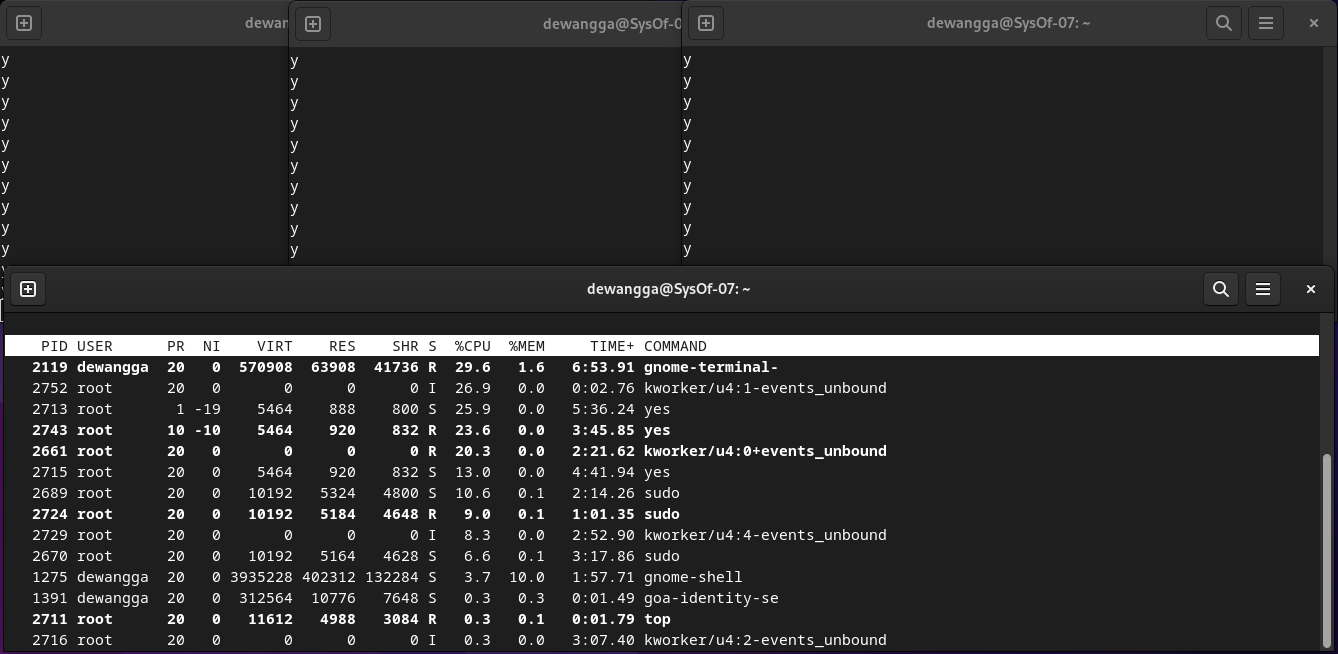 dewan
dewangga@SysOf-0
dewangga@SysOf-07: ~
y y y
y y y
y y y
y y y
y y y
y y y
y y y
y y y
y y y
y y y
dewangga@SysOf-07: ~
PID USER PR NI VIRT RES SHR S %CPU %MEM TIME+ COMMAND
2119 dewangga 20 0 570908 63908 41736 R 29.6 1.6 6:53.91 gnome-terminal-
2752 root 20 0 0 0 0 I 26.9 0.0 0:02.76 kworker/u4:1-events_unbound
2713 root 1 -19 5464 888 800 S 25.9 0.0 5:36.24 yes
2743 root 10 -10 5464 920 832 R 23.6 0.0 3:45.85 yes
2661 root 20 0 0 0 0 R 20.3 0.0 2:21.62 kworker/u4:0+events_unbound
2715 root 20 0 5464 920 832 S 13.0 0.0 4:41.94 yes
2689 root 20 0 10192 5324 4800 S 10.6 0.1 2:14.26 sudo
2724 root 20 0 10192 5184 4648 R 9.0 0.1 1:01.35 sudo
2729 root 20 0 0 0 0 I 8.3 0.0 2:52.90 kworker/u4:4-events_unbound
2670 root 20 0 10192 5164 4628 S 6.6 0.1 3:17.86 sudo
1275 dewangga 20 0 3935228 402312 132284 S 3.7 10.0 1:57.71 gnome-shell
1391 dewangga 20 0 312564 10776 7648 S 0.3 0.3 0:01.49 goa-identity-se
2711 root 20 0 11612 4988 3084 R 0.3 0.1 0:01.79 top
2716 root 20 0 0 0 0 I 0.3 0.0 3:07.40 kworker/u4:2-events_unbound